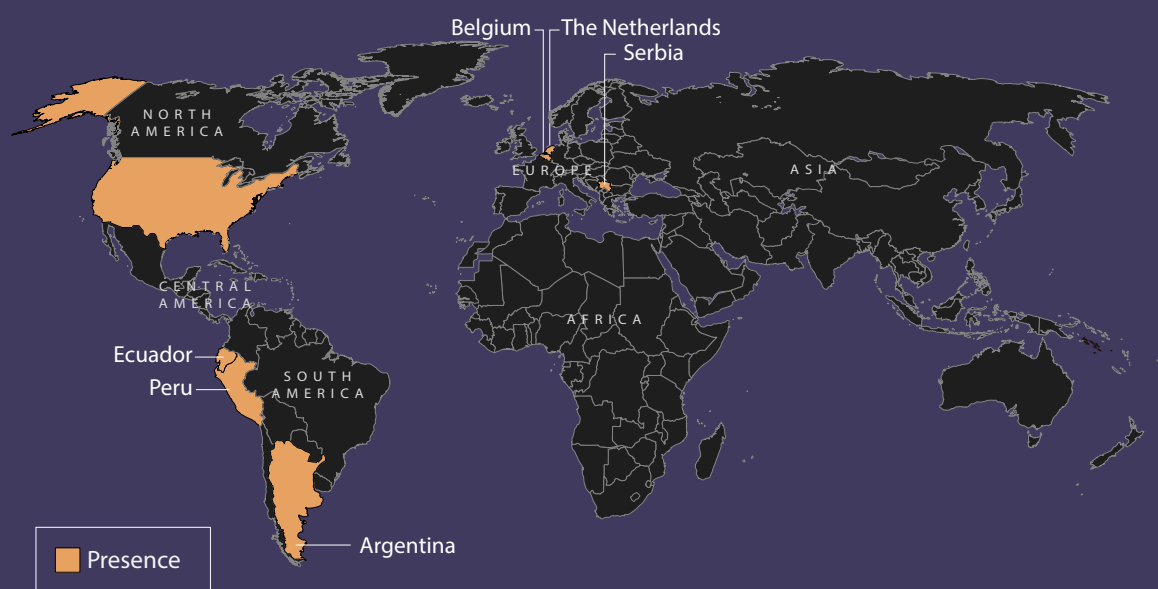 Belgium
The Netherlands
Serbia
NORTH
AMERICA
EUROPE
ASIA
CENTRAL
AMERICA
AFRICA
Ecuador
Peru
SOUTH
AMERICA
Argentina
Presence